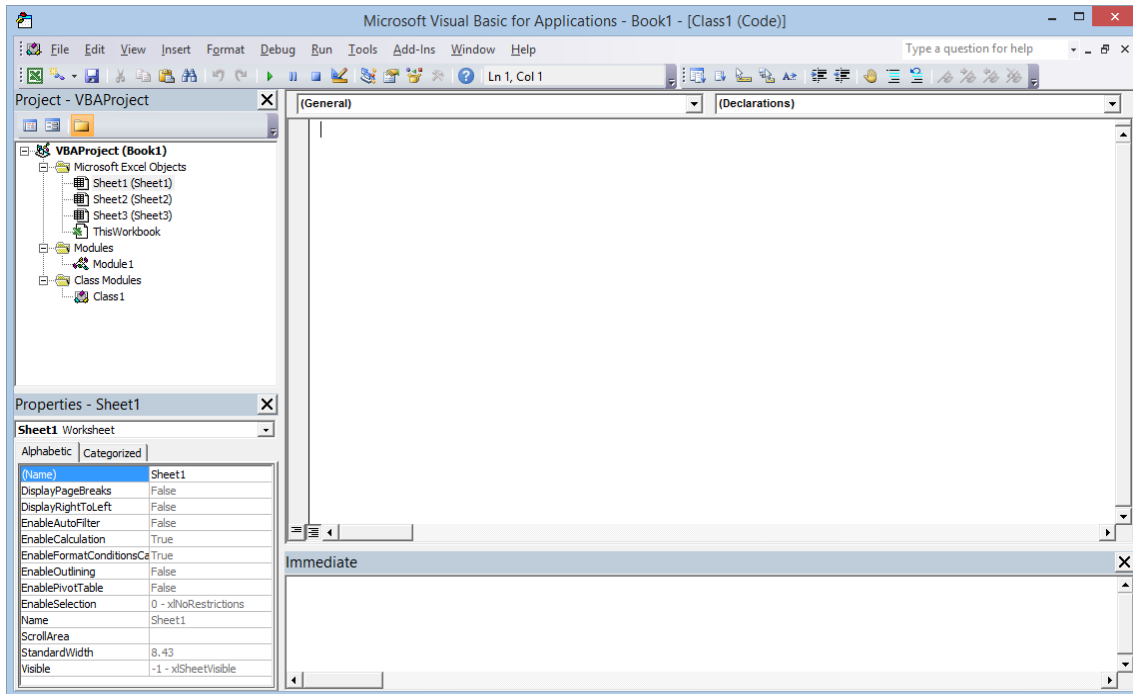 Microsoft Visual Basic for Applications - Book1 - [Class1 (Code)]
File Edit View Insert Format Debug Run Tools Add-Ins Window Help Type a question for help
Ln 1, Col 1
Project - VBAProject
(General) (Declarations)
VBAProject (Book1)
Microsoft Excel Objects
Sheet1 (Sheet1)
Sheet2 (Sheet2)
Sheet3 (Sheet3)
ThisWorkbook
Modules
Module1
Class Modules
Class1
Properties - Sheet1
Sheet1 Worksheet
Alphabetic Categorized
(Name) Sheet1
DisplayPageBreaks False
DisplayRightToLeft False
EnableAutoFilter False
EnableCalculation True
EnableFormatConditionsCa True
EnableOutlining False
EnablePivotTable False
EnableSelection 0 - xlNoRestrictions
Name Sheet1
ScrollArea
StandardWidth 8.43
Visible -1 - xlSheetVisible
Immediate